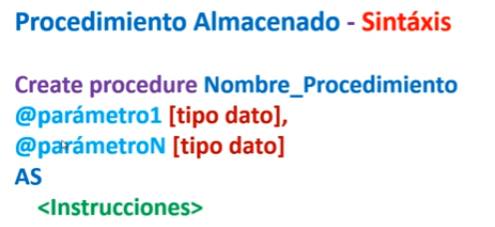 Procedimiento Almacenado - Sintáxis
Create procedure Nombre_Procedimiento
@parámetro1 [tipo dato],
@parámetroN [tipo dato]
AS
<Instrucciones>